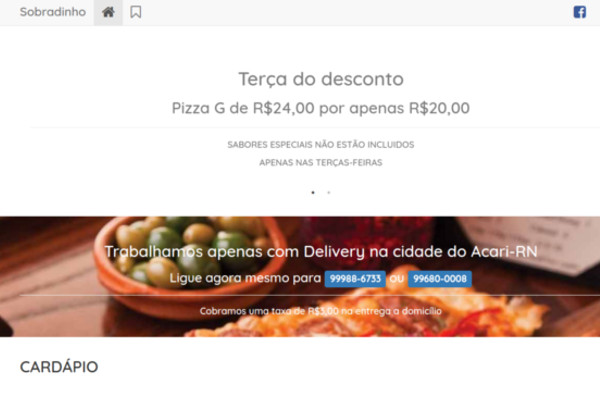 Sobradinho
Terça do desconto
Pizza G de R$24,00 por apenas R$20,00
SABORES ESPECIAIS NÃO ESTÃO INCLUIDOS
APENAS NAS TERÇAS-FEIRAS
Trabalhamos apenas com Delivery na cidade do Acari-RN
Ligue agora mesmo para 99988-6733 ou 99680-0008
Cobramos uma taxa de R$3,00 na entrega a domicílio
CARDÁPIO